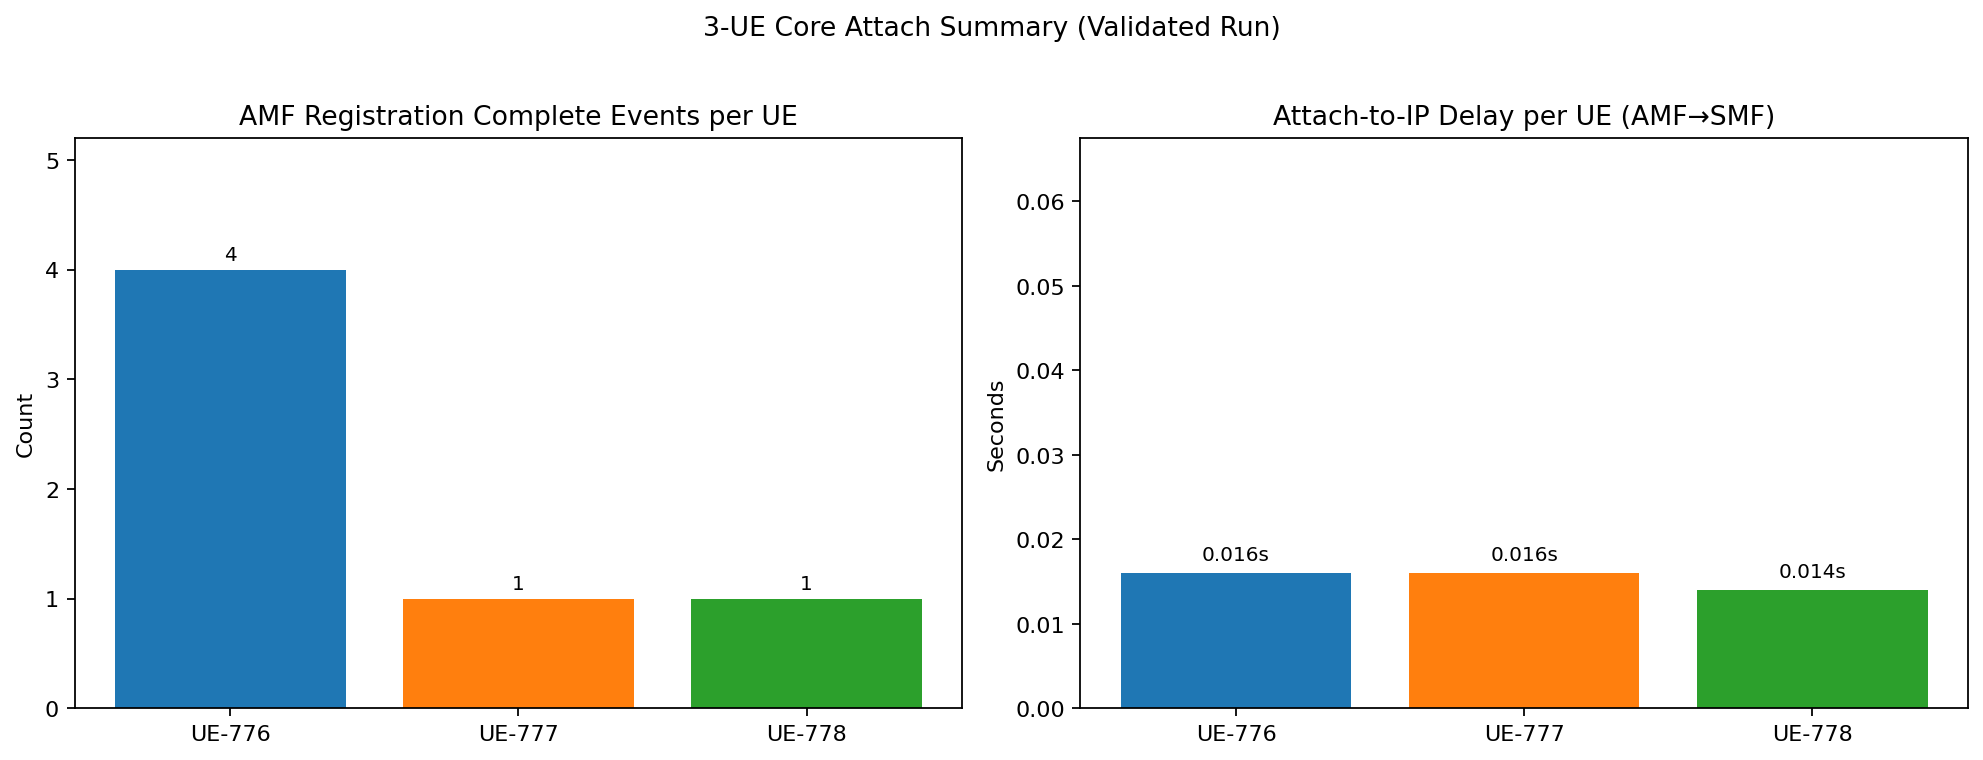 3-UE Core Attach Summary (Validated Run)
AMF Registration Complete Events per UE
5
4
3
2
1
0
Count
4
1
1
UE-776
UE-777
UE-778
Attach-to-IP Delay per UE (AMF→SMF)
0.06
0.05
0.04
0.03
0.02
0.01
0.00
Seconds
0.016s
0.016s
0.014s
UE-776
UE-777
UE-778